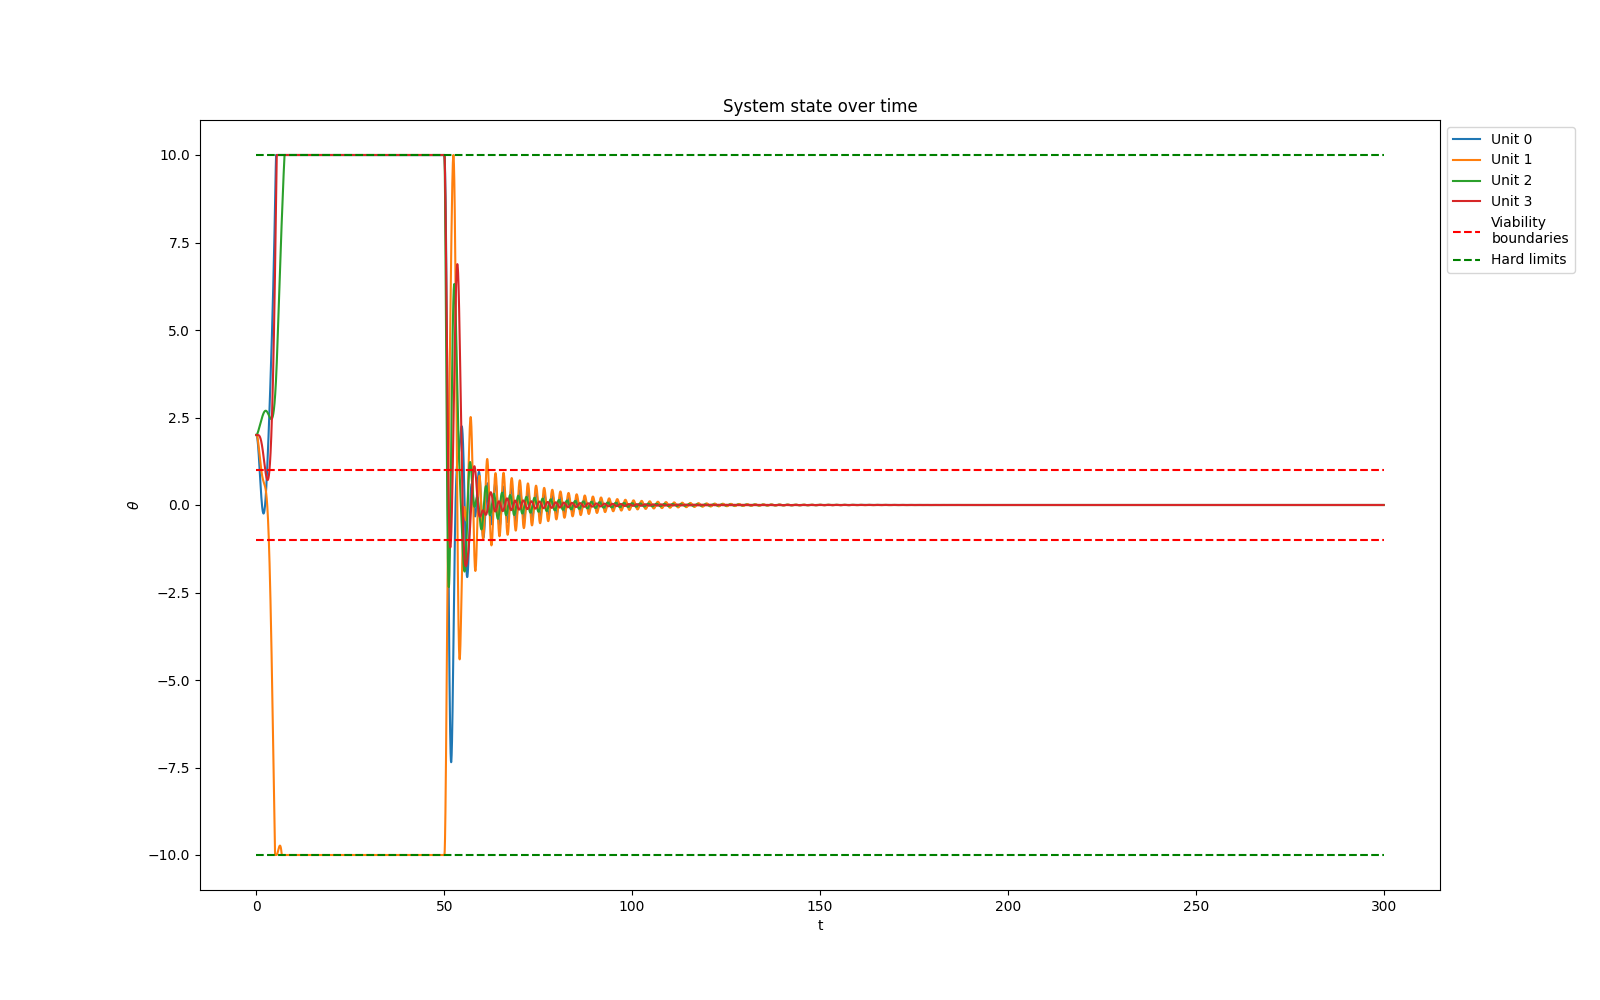 System state over time
10.0
7.5
5.0
2.5
0.0
−2.5
−5.0
−7.5
−10.0
θ
0
50
100
150
200
250
300
t
Unit 0
Unit 1
Unit 2
Unit 3
Viability
boundaries
Hard limits